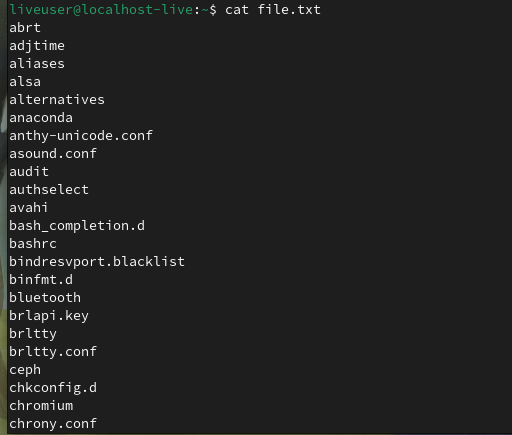 liveuser@localhost-live:~$ cat file.txt
abrt
adjtime
aliases
alsa
alternatives
anaconda
anthy-unicode.conf
asound.conf
audit
authselect
avahi
bash_completion.d
bashrc
bindresvport.blacklist
binfmt.d
bluetooth
brlapi.key
brltty
brltty.conf
ceph
chkconfig.d
chromium
chrony.conf